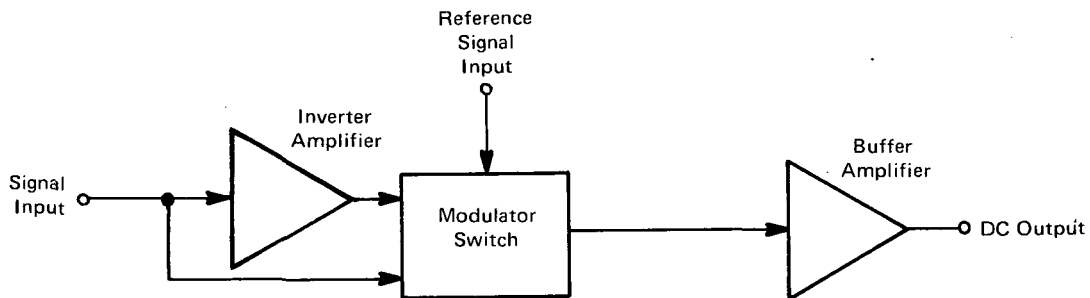 Reference
Signal
Input
Inverter
Amplifier
Buffer
Amplifier
Signal
Input
Modulator
Switch
DC Output